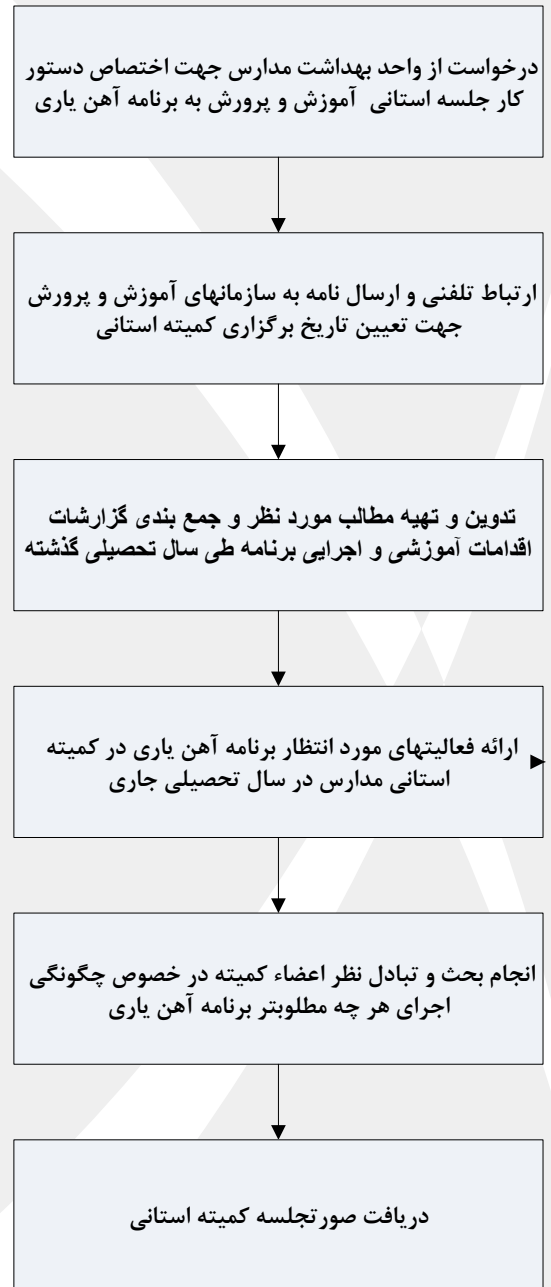 درخواست از واحد بهداشت مدارس جهت اختصاص دستور
کار جلسه استانی آموزش و پرورش به برنامه آهن یاری
ارتباط تلفنی و ارسال نامه به سازمانهای آموزش و پرورش
جهت تعیین تاریخ برگزاری کمیته استانی
تدوین و تهیه مطالب مورد نظر و جمع بندی گزارشات
اقدامات آموزشی و اجرایی برنامه طی سال تحصیلی گذشته
ارائه فعالیتهای مورد انتظار برنامه آهن یاری در کمیته
استانی مدارس در سال تحصیلی جاری
انجام بحث و تبادل نظر اعضاء کمیته در خصوص چگونگی
اجرای هر چه مطلوبتر برنامه آهن یاری
دریافت صورتجلسه کمیته استانی